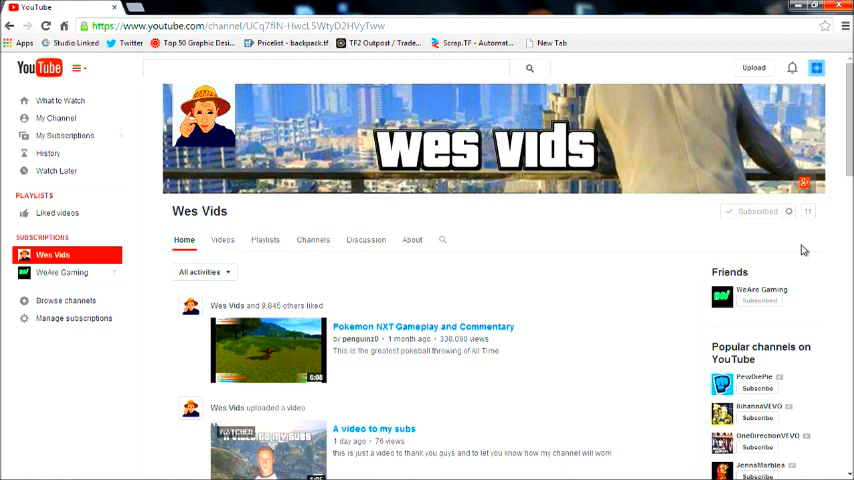 YouTube
https://www.youtube.com/channel/UCq7fIN-HwcL5WtyD2HVyTww
Apps Studio Linked Twitter Top 50 Graphic Desi... Pricelist - backpack.tf TF2 Outpost / Trade... Scrap.TF - Automat... New Tab
YouTube
Upload
What to Watch
My Channel
My Subscriptions
History
Watch Later
PLAYLISTS
Liked videos
SUBSCRIPTIONS
Wes Vids
WeAre Gaming 7
Browse channels
Manage subscriptions
wes vids
Wes Vids
Subscribed 11
Home Videos Playlists Channels Discussion About
All activities
Wes Vids and 9,845 others liked
Pokemon NXT Gameplay and Commentary
by penguinz0 • 1 month ago • 338,090 views
This is the greatest pokeball throwing of All Time
6:08
Wes Vids uploaded a video
WATCHED
A VIDEO TO MY SUBS
A video to my subs
1 day ago • 76 views
this is just a video to thank you guys and to let you know how my channel will work
Friends
WeAre Gaming
Subscribed
Popular channels on
YouTube
PewDiePie
Subscribe
RihannaVEVO
Subscribe
OneDirectionVEVO
Subscribe
JennaMarbles
Subscribe